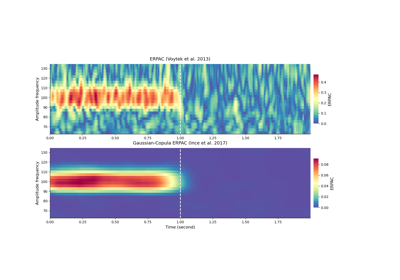 ERPAC (Voytek et al. 2013)
Amplitude frequency
130
120
110
100
90
80
70
0.00 0.25 0.50 0.75 1.00 1.25 1.50 1.75
0.4
0.3
0.2
0.1
0.0
ERPAC
Gaussian-Copula ERPAC (Ince et al. 2017)
Amplitude frequency
130
120
110
100
90
80
70
0.00 0.25 0.50 0.75 1.00 1.25 1.50 1.75
Time (second)
0.08
0.06
0.04
0.02
0.00
ERPAC